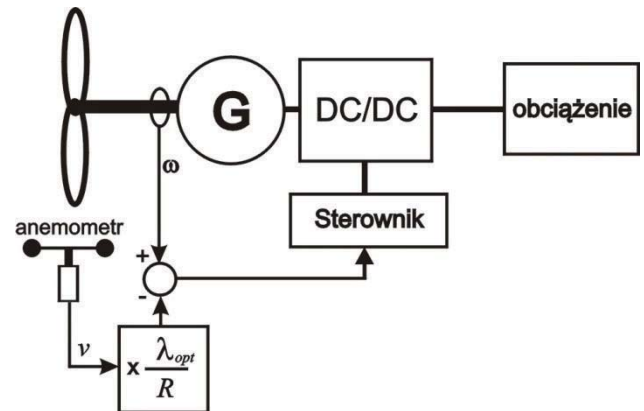 G
DC/DC
obciążenie
ω
Sterownik
anemometr
+
-
v
x λopt
R